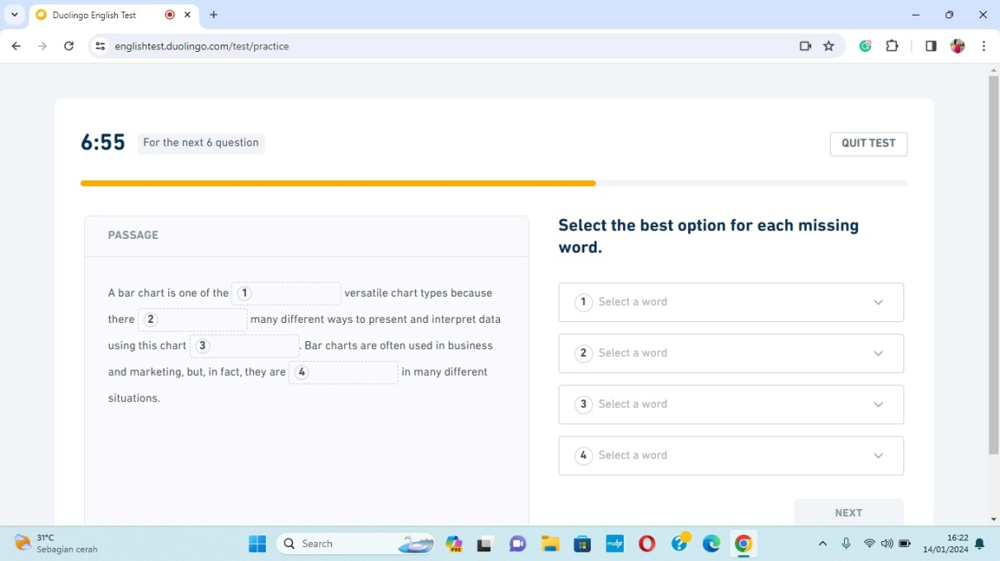 Duolingo English Test
englishtest.duolingo.com/test/practice
6:55 For the next 6 question
QUIT TEST
PASSAGE
A bar chart is one of the 1 versatile chart types because
there 2 many different ways to present and interpret data
using this chart 3 . Bar charts are often used in business
and marketing, but, in fact, they are 4 in many different
situations.
Select the best option for each missing
word.
1 Select a word
2 Select a word
3 Select a word
4 Select a word
NEXT
31°C
Sebagian cerah
Search
PRE
myhp
16:22
14/01/2024